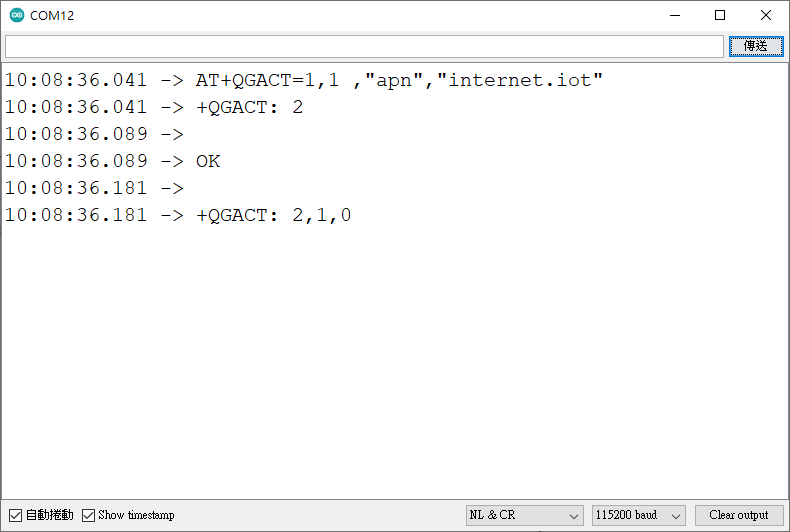 COM12
傳送
10:08:36.041 -> AT+QGACT=1,1 ,"apn","internet.iot"
10:08:36.041 -> +QGACT: 2
10:08:36.089 ->
10:08:36.089 -> OK
10:08:36.181 ->
10:08:36.181 -> +QGACT: 2,1,0
自動捲動 Show timestamp NL & CR 115200 baud Clear output